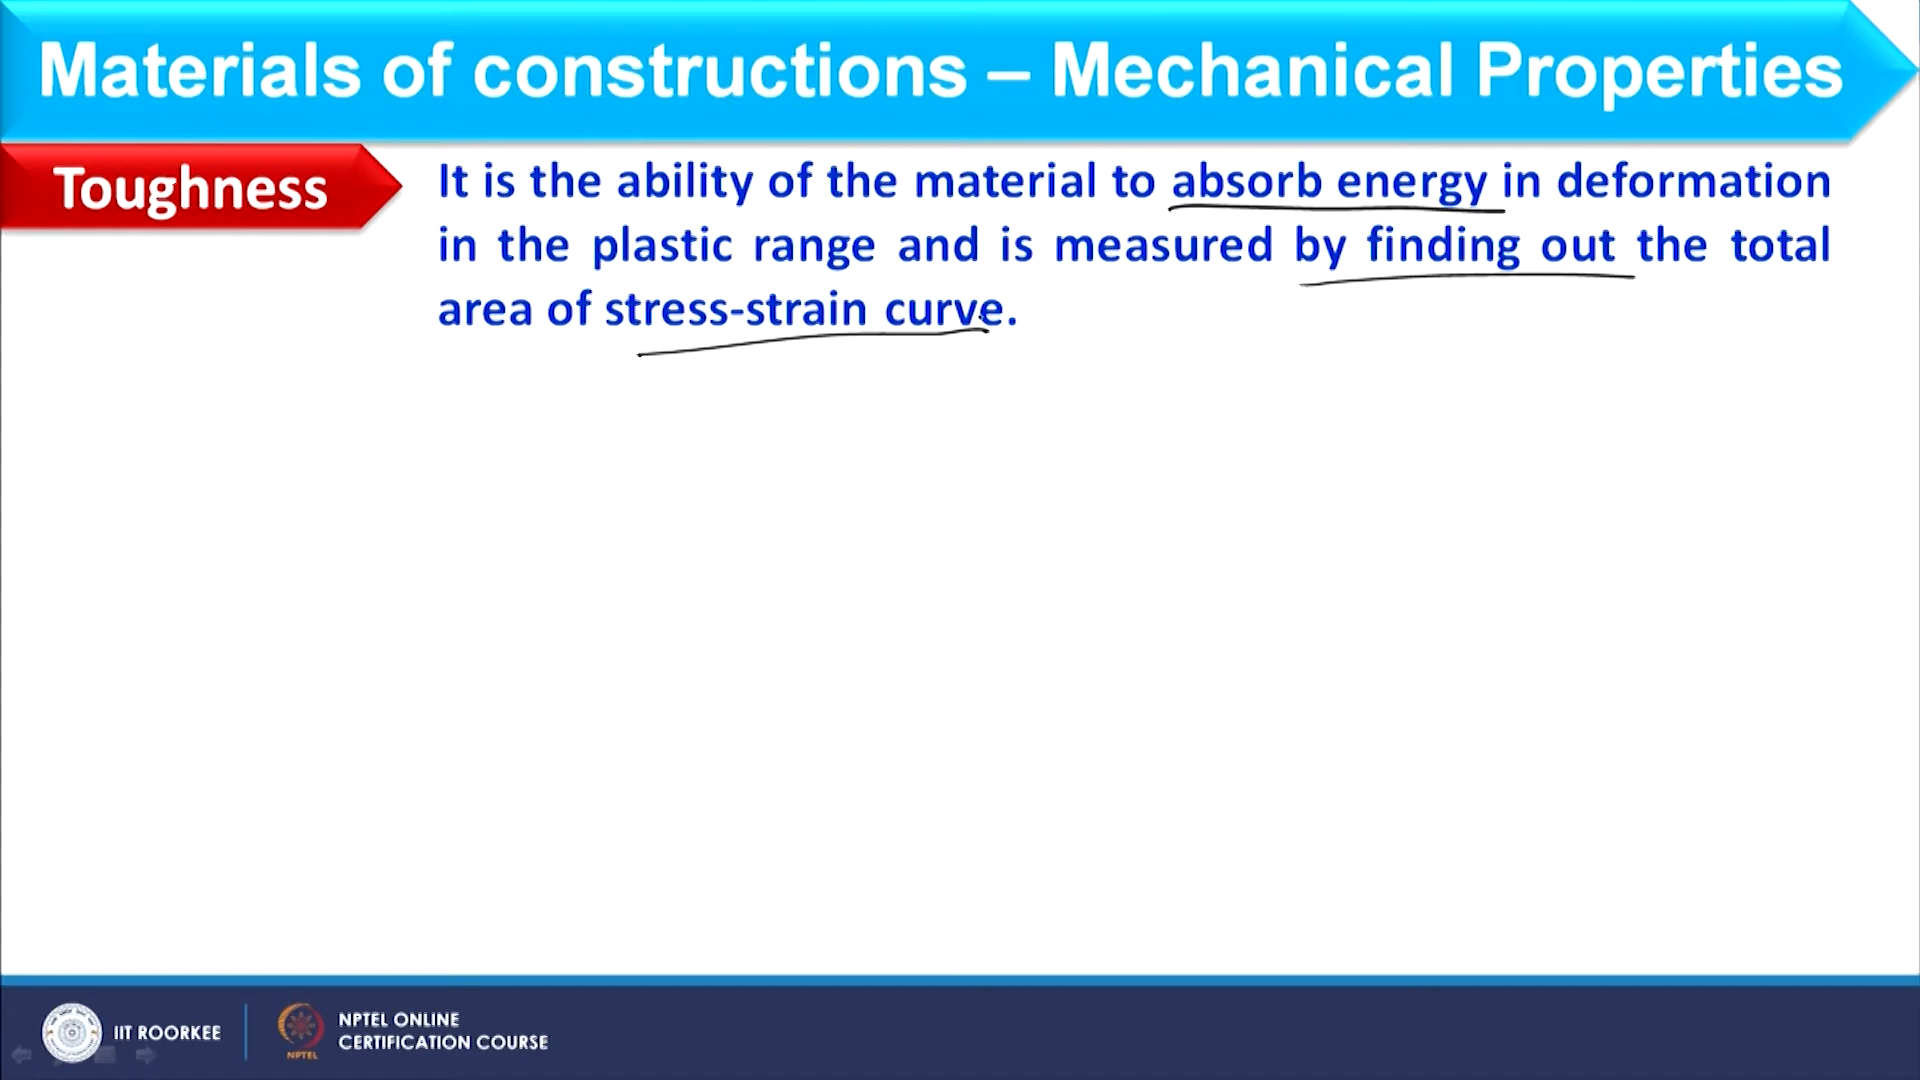 Materials of constructions – Mechanical Properties
Toughness
It is the ability of the material to absorb energy in deformation
in the plastic range and is measured by finding out the total
area of stress-strain curve.
IIT ROORKEE
NPTEL
NPTEL ONLINE
CERTIFICATION COURSE